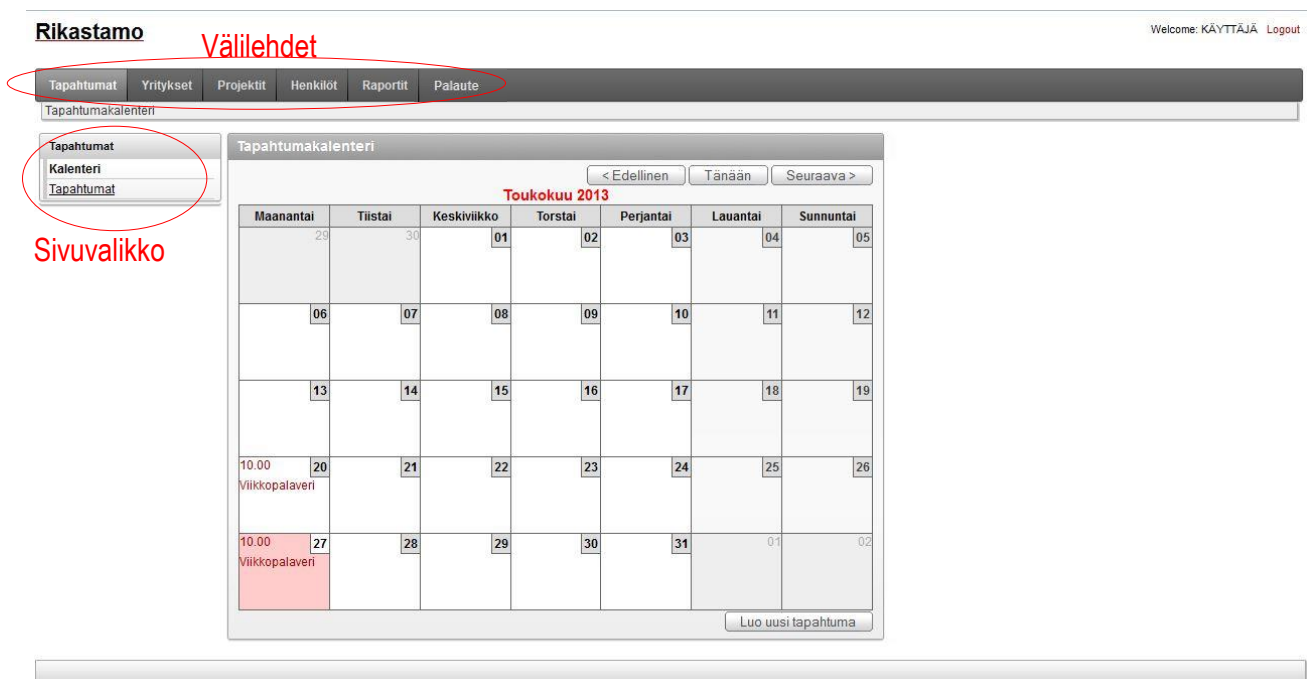 Rikastamo
Welcome: KÄYTTÄJÄ Logout
Välilehdet
Tapahtumat Yritykset Projektit Henkilöt Raportit Palaute
Tapahtumakalenteri
Tapahtumat
Kalenteri
Tapahtumat
Sivuvalikko
Tapahtumakalenteri
< Edellinen Tänään Seuraava >
Toukokuu 2013
Maanantai Tiistai Keskiviikko Torstai Perjantai Lauantai Sunnuntai
29 30 01 02 03 04 05
06 07 08 09 10 11 12
13 14 15 16 17 18 19
10.00 20 21 22 23 24 25 26
Viikkopalaveri
10.00 27 28 29 30 31 01 02
Viikkopalaveri
Luo uusi tapahtuma